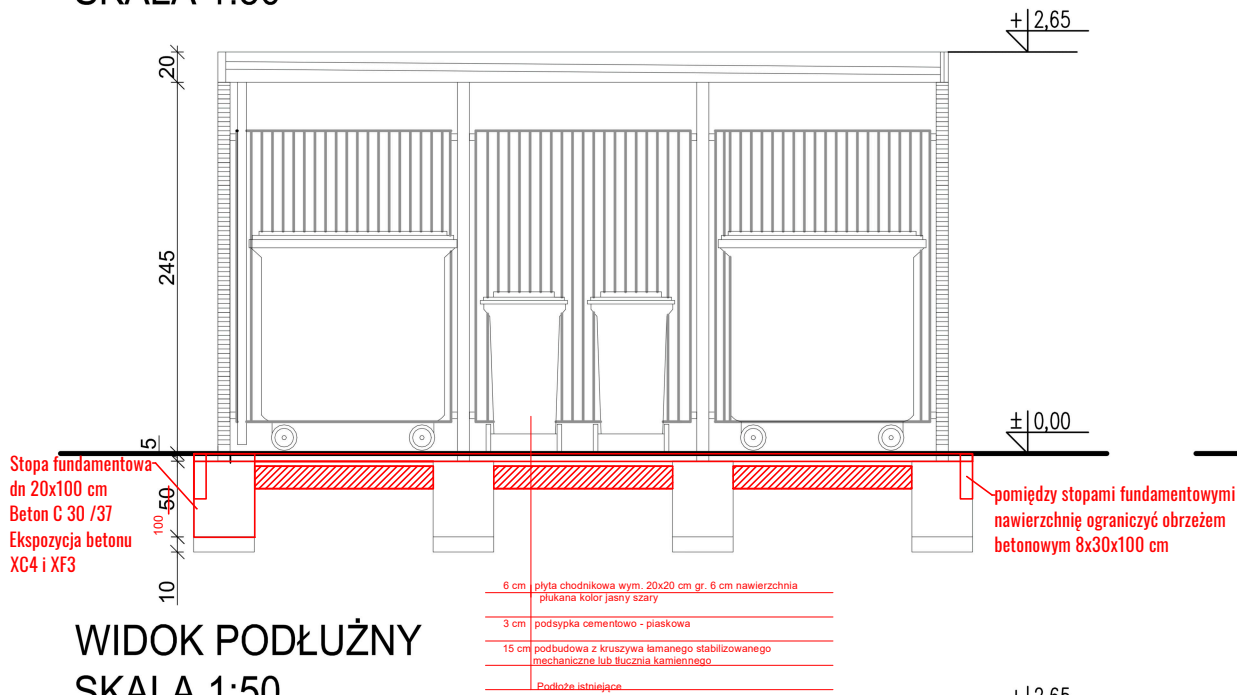 SKALA 1:50
+ 2,65
20
245
5
± 0,00
Stopa fundamentowa
dn 20x100 cm
Beton C 30 /37
Ekspozycja betonu
XC4 i XF3
50
100
10
pomiędzy stopami fundamentowymi
nawierzchnię ograniczyć obrzeżem
betonowym 8x30x100 cm
6 cm płyta chodnikowa wym. 20x20 cm gr. 6 cm nawierzchnia
płukana kolor jasny szary
3 cm podsypka cementowo - piaskowa
15 cm podbudowa z kruszywa łamanego stabilizowanego
mechaniczne lub tłucznia kamiennego
Podłoże istniejące
WIDOK PODŁUŻNY
SKALA 1:50
+ 2,65